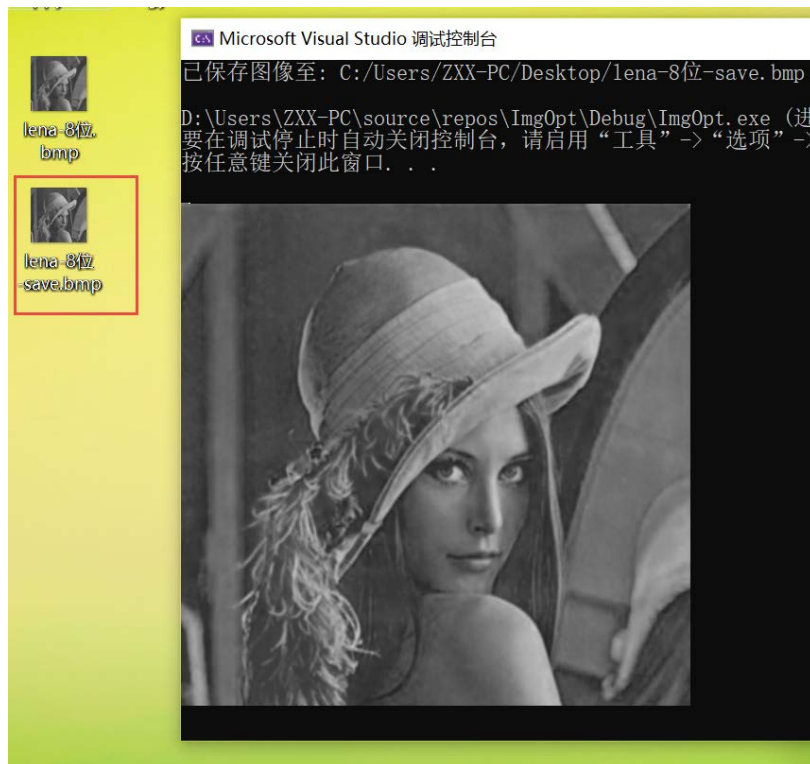 lena-8位.
bmp
lena-8位
-save.bmp
Microsoft Visual Studio 调试控制台
已保存图像至: C:/Users/ZXX-PC/Desktop/lena-8位-save.bmp
D:\Users\ZXX-PC\source\repos\ImgOpt\Debug\ImgOpt.exe (进
要在调试停止时自动关闭控制台，请启用“工具”->“选项”->
按任意键关闭此窗口. . .